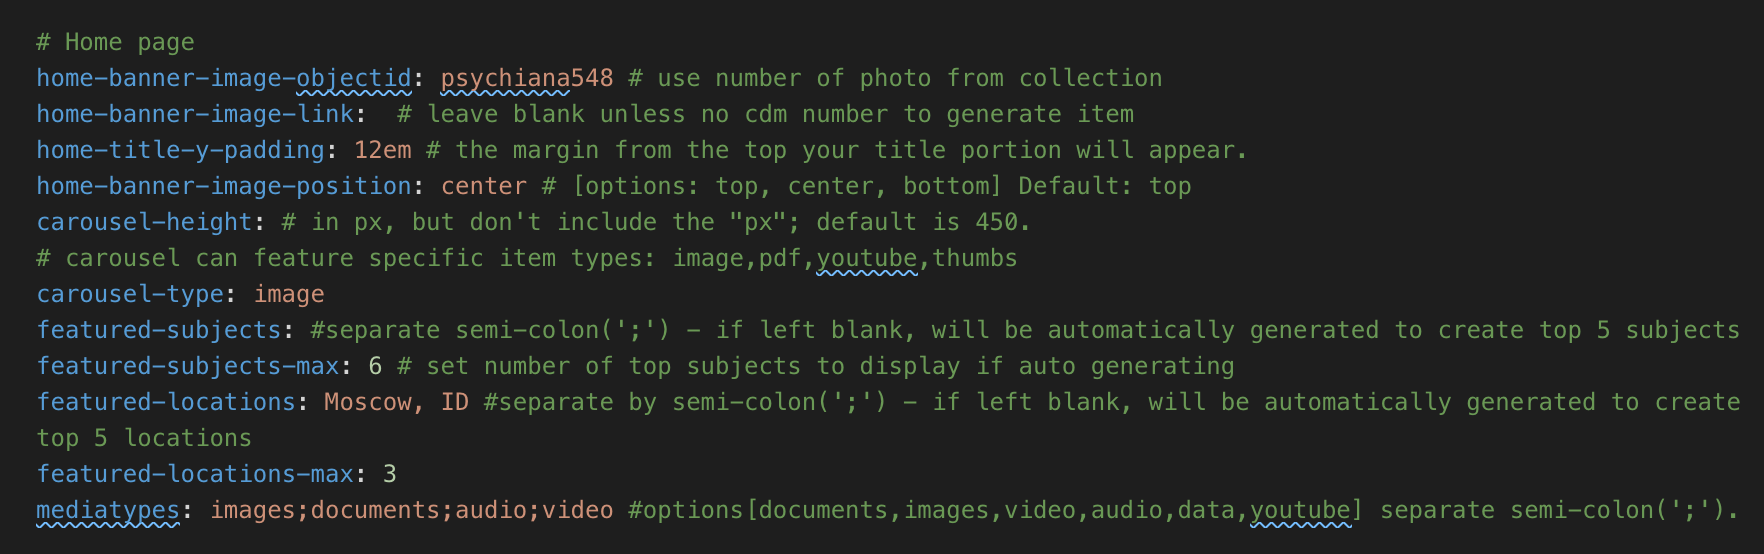 # Home page
home-banner-image-objectid: psychiana548 # use number of photo from collection
home-banner-image-link:  # leave blank unless no cdm number to generate item
home-title-y-padding: 12em # the margin from the top your title portion will appear.
home-banner-image-position: center # [options: top, center, bottom] Default: top
carousel-height: # in px, but don't include the "px"; default is 450.
# carousel can feature specific item types: image,pdf,youtube,thumbs
carousel-type: image
featured-subjects: #separate semi-colon(';') - if left blank, will be automatically generated to create top 5 subjects
featured-subjects-max: 6 # set number of top subjects to display if auto generating
featured-locations: Moscow, ID #separate by semi-colon(';') - if left blank, will be automatically generated to create
top 5 locations
featured-locations-max: 3
mediatypes: images;documents;audio;video #options[documents,images,video,audio,data,youtube] separate semi-colon(';').